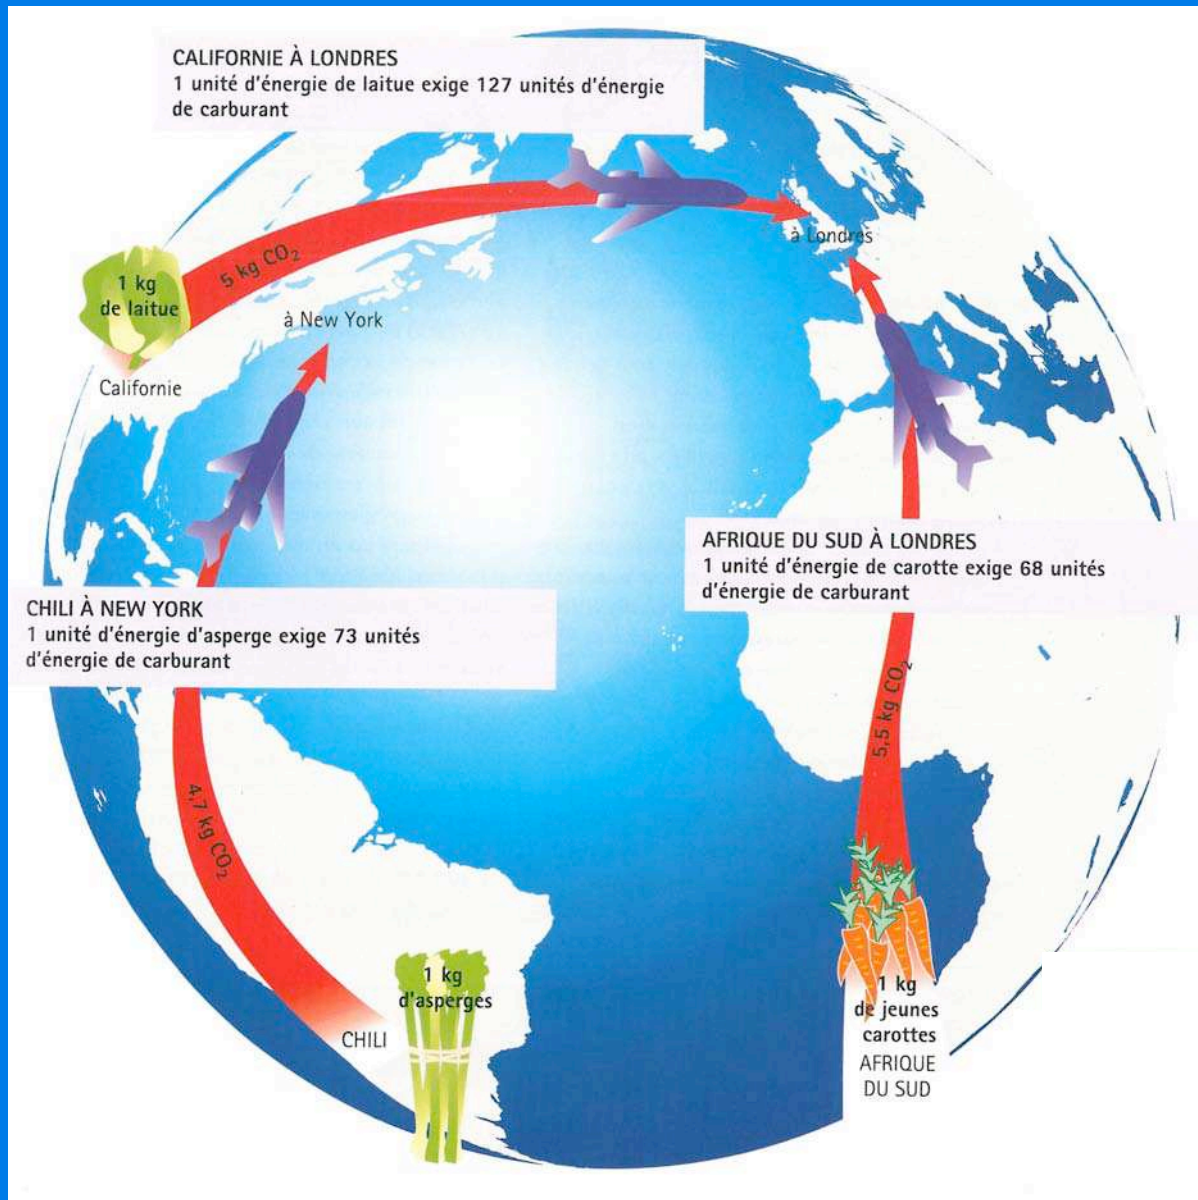 CALIFORNIE À LONDRES
1 unité d'énergie de laitue exige 127 unités d'énergie
de carburant
à Londres
5 kg CO₂
1 kg
de laitue
à New York
Californie
AFRIQUE DU SUD À LONDRES
1 unité d'énergie de carotte exige 68 unités
d'énergie de carburant
CHILI À NEW YORK
1 unité d'énergie d'asperge exige 73 unités
d'énergie de carburant
5,5 kg CO₂
4,7 kg CO₂
1 kg
d'asperges
CHILI
1 kg
de jeunes
carottes
AFRIQUE
DU SUD